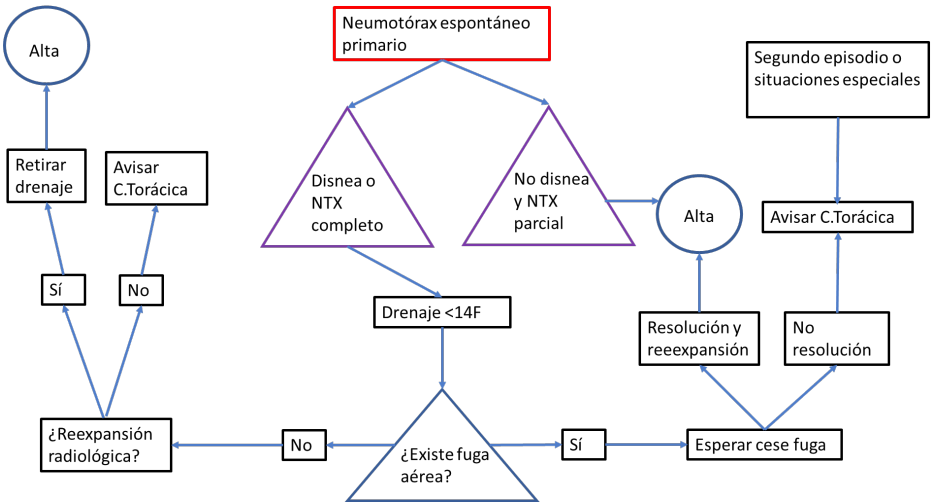 Neumotórax espontáneo
primario
Alta
Segundo episodio o
situaciones especiales
Retirar
drenaje
Avisar
C.Torácica
Disnea o
NTX
completo
No disnea
y NTX
parcial
Alta
Avisar C.Torácica
Sí
No
Drenaje <14F
Resolución y
reeexpansión
No
resolución
¿Reexpansión
radiológica?
No
¿Existe fuga
aérea?
Sí
Esperar cese fuga